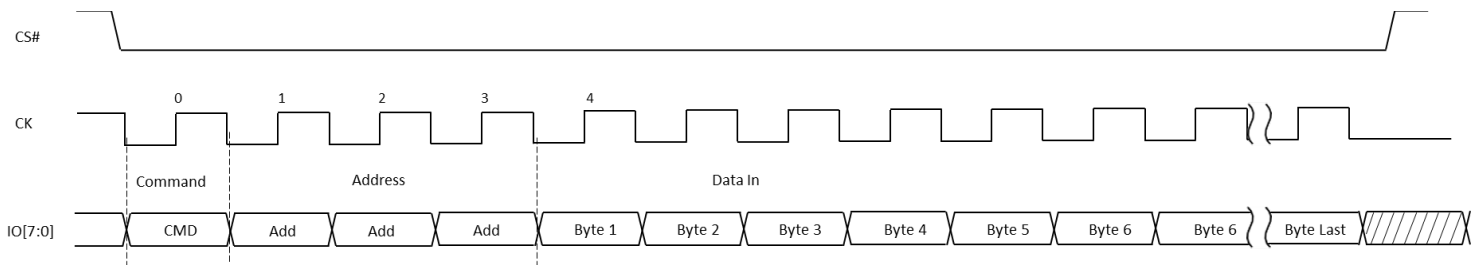 CS#
0 1 2 3 4
CK
Command Address Data In
IO[7:0] CMD Add Add Add Byte 1 Byte 2 Byte 3 Byte 4 Byte 5 Byte 6 Byte 6 Byte Last